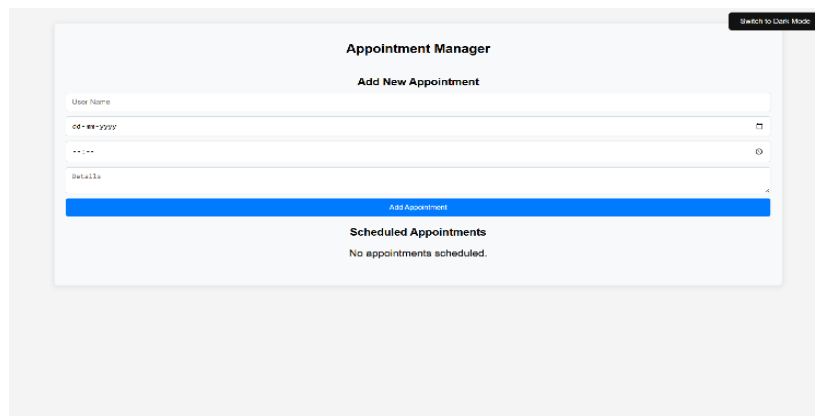 Switch to Dark Mode
Appointment Manager
Add New Appointment
User Name
dd-mm-yyyy
--:--
Details
Add Appointment
Scheduled Appointments
No appointments scheduled.